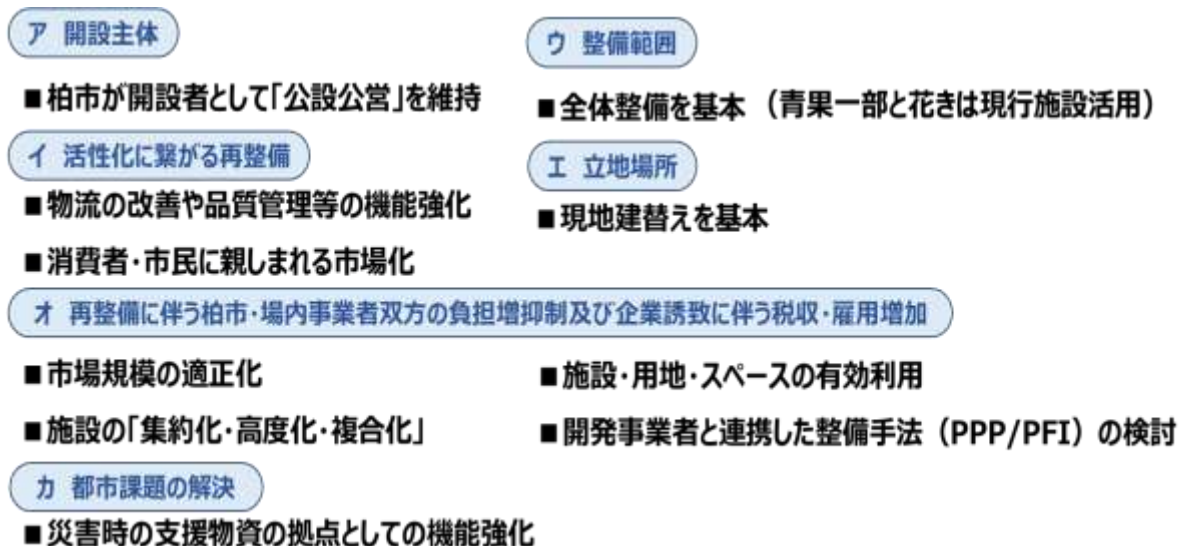 ア 開設主体
■柏市が開設者として「公設公営」を維持
イ 活性化に繋がる再整備
■物流の改善や品質管理等の機能強化
■消費者・市民に親しまれる市場化
ウ 整備範囲
■全体整備を基本（青果一部と花きは現行施設活用）
エ 立地場所
■現地建替えを基本
オ 再整備に伴う柏市・場内事業者双方の負担増抑制及び企業誘致に伴う税収・雇用増加
■市場規模の適正化
■施設の「集約化・高度化・複合化」
■施設・用地・スペースの有効利用
■開発事業者と連携した整備手法（PPP/PFI）の検討
カ 都市課題の解決
■災害時の支援物資の拠点としての機能強化